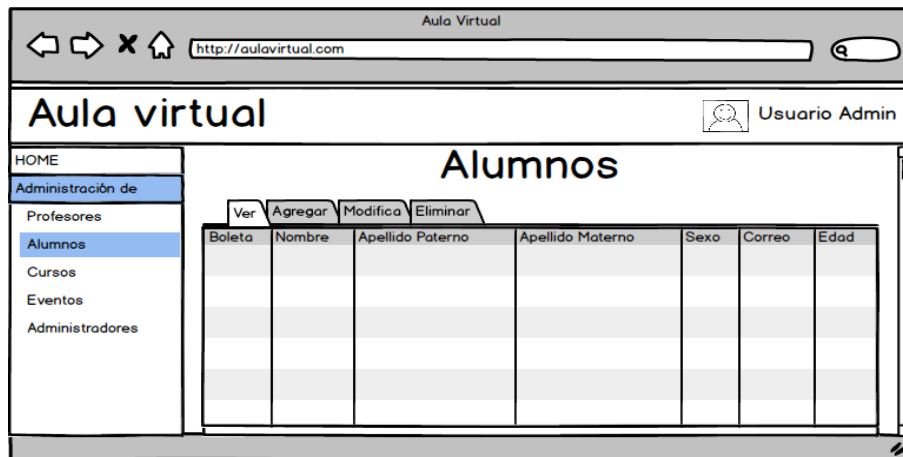 Aula Virtual
http://aulavirtual.com
Aula virtual
Usuario Admin
HOME
Administración de
Profesores
Alumnos
Cursos
Eventos
Administradores
Alumnos
Ver Agregar Modifica Eliminar
Boleta Nombre Apellido Paterno Apellido Materno Sexo Correo Edad